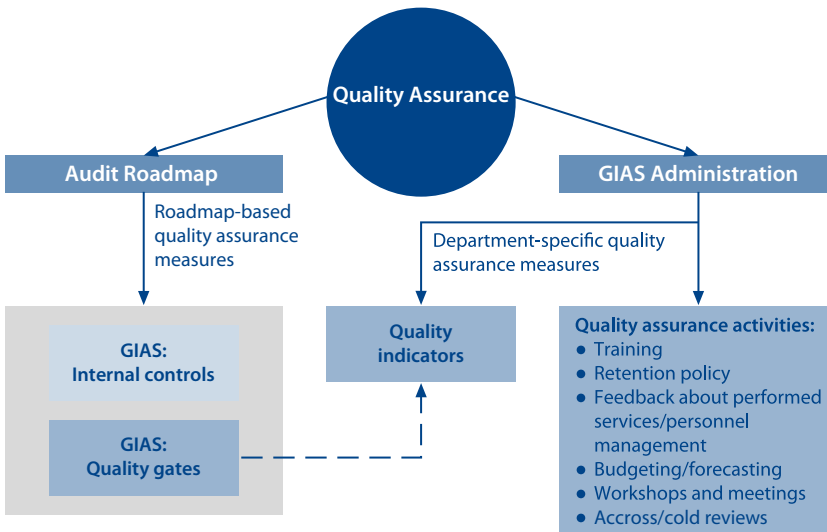 Quality Assurance
Audit Roadmap
GIAS Administration
Roadmap-based
quality assurance
measures
Department-specific quality
assurance measures
GIAS:
Internal controls
GIAS:
Quality gates
Quality
indicators
Quality assurance activities:
● Training
● Retention policy
● Feedback about performed
services/personnel
management
● Budgeting/forecasting
● Workshops and meetings
● Accross/cold reviews